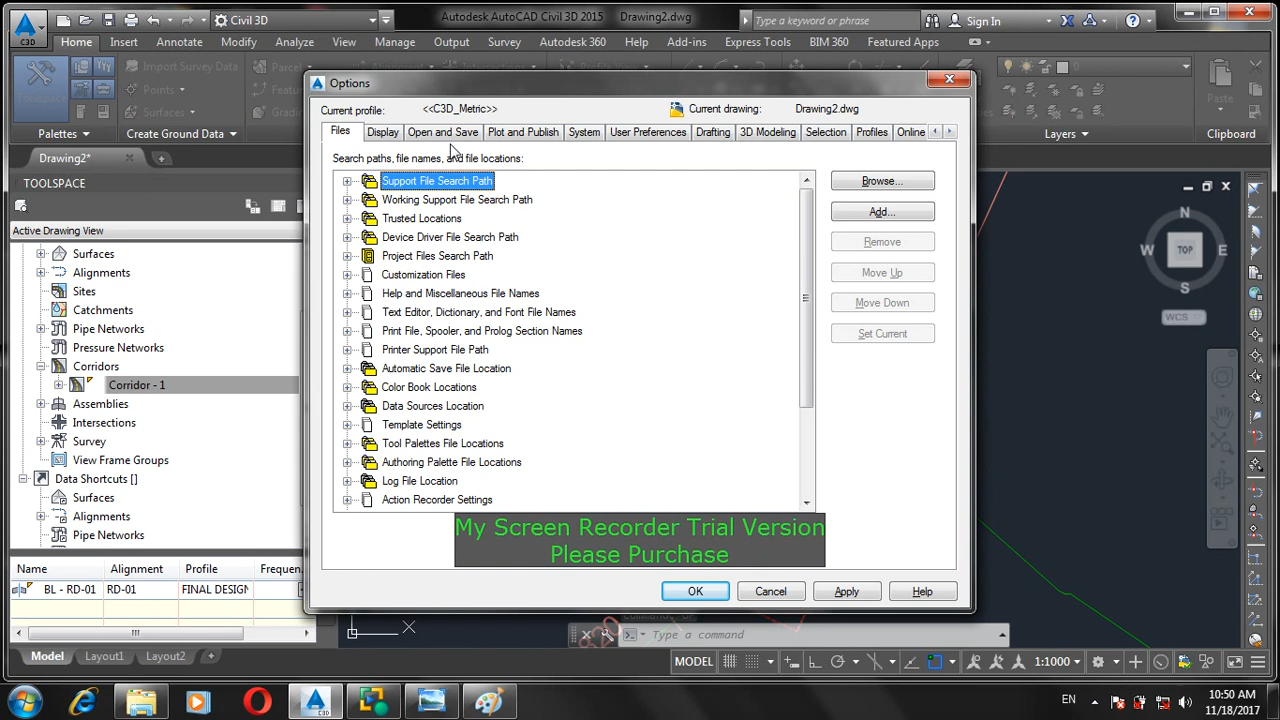 Civil 3D
Autodesk AutoCAD Civil 3D 2015 Drawing2.dwg
Type a keyword or phrase
Sign In
C3D
Home Insert Annotate Modify Analyze View Manage Output Survey Autodesk 360 Help Add-ins Express Tools BIM 360 Featured Apps
Toolspace
Import Survey Data
Points
Surfaces
Parcel
Paste
Palettes
Create Ground Data
Layers
Clipboard
Drawing2*
TOOLSPACE
Active Drawing View
Surfaces
Alignments
Sites
Catchments
Pipe Networks
Pressure Networks
Corridors
Corridor - 1
Assemblies
Intersections
Survey
View Frame Groups
Data Shortcuts []
Surfaces
Alignments
Pipe Networks
Name Alignment Profile Frequen
BL - RD-01 RD-01 FINAL DESIGN
Options
Current profile: <<C3D_Metric>>
Current drawing: Drawing2.dwg
Files Display Open and Save Plot and Publish System User Preferences Drafting 3D Modeling Selection Profiles Online
Search paths, file names, and file locations:
Support File Search Path
Working Support File Search Path
Trusted Locations
Device Driver File Search Path
Project Files Search Path
Customization Files
Help and Miscellaneous File Names
Text Editor, Dictionary, and Font File Names
Print File, Spooler, and Prolog Section Names
Printer Support File Path
Automatic Save File Location
Color Book Locations
Data Sources Location
Template Settings
Tool Palettes File Locations
Authoring Palette File Locations
Log File Location
Action Recorder Settings
Browse...
Add...
Remove
Move Up
Move Down
Set Current
My Screen Recorder Trial Version
Please Purchase
OK Cancel Apply Help
N
W TOP E
S
WCS
Type a command
Model Layout1 Layout2
MODEL
1:1000
C3D
EN
10:50 AM
11/18/2017